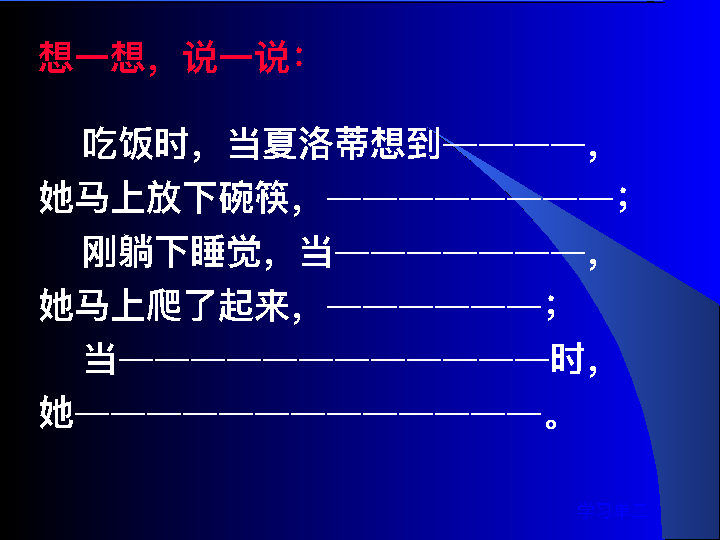 想一想，说一说：
吃饭时，当夏洛蒂想到————，
她马上放下碗筷，————————；
刚躺下睡觉，当———————，
她马上爬了起来，——————；
当————————————时，
她—————————————。